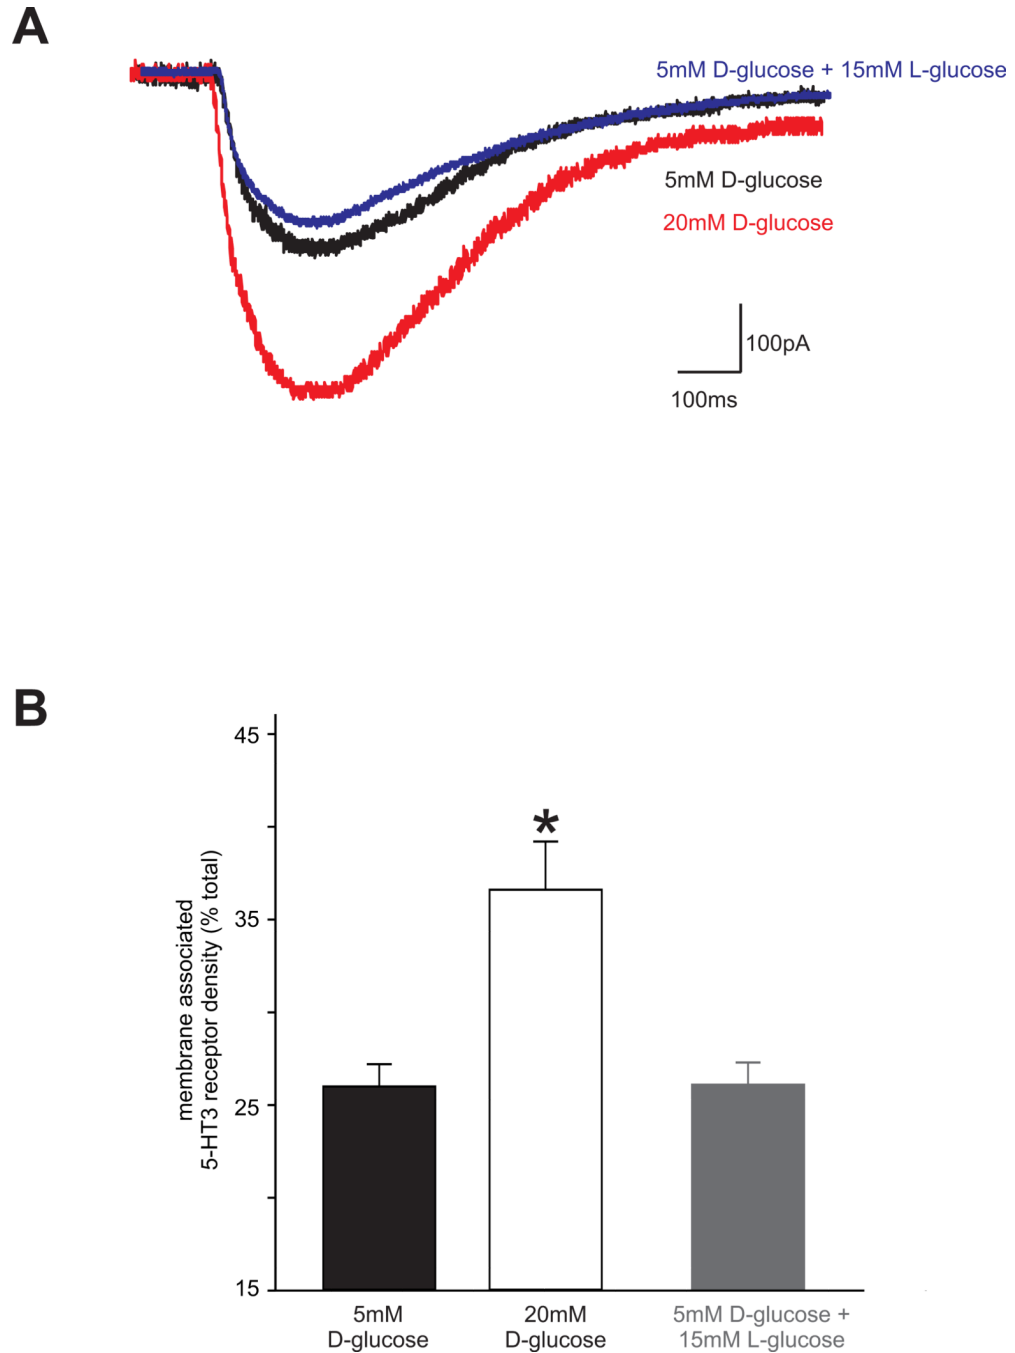 A
5mM D-glucose + 15mM L-glucose
5mM D-glucose
20mM D-glucose
100pA
100ms
B
membrane associated
5-HT3 receptor density (% total)
45
35
25
15
*
5mM
D-glucose
20mM
D-glucose
5mM D-glucose +
15mM L-glucose